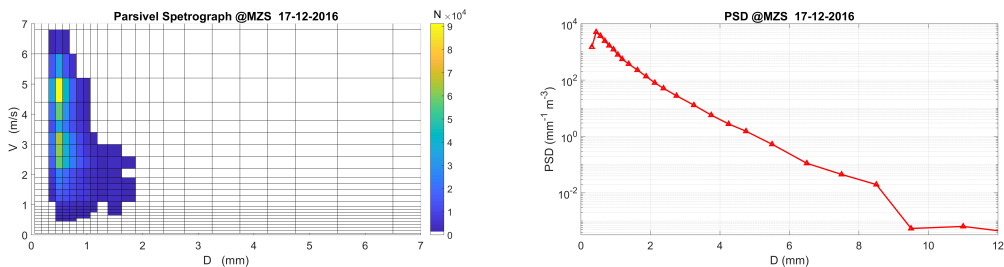 Parsivel Spetrograph @MZS 17-12-2016
N ×10⁴
7
6
5
4
3
2
1
0
V (m/s)
0 1 2 3 4 5 6 7
D (mm)
9
8
7
6
5
4
3
2
1
0
PSD @MZS 17-12-2016
10⁴
10²
10⁰
10⁻²
PSD (mm⁻¹ m⁻³)
0 2 4 6 8 10 12
D (mm)